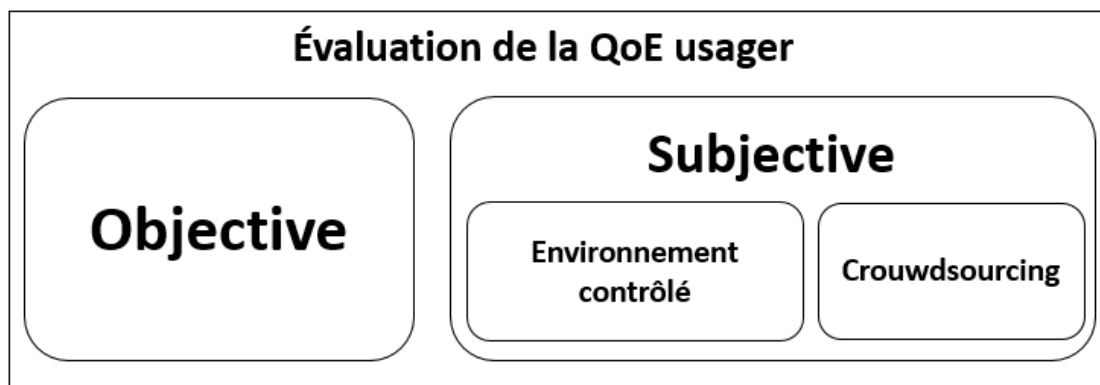 Évaluation de la QoE usager
Objective
Subjective
Environnement
contrôlé
Crouwdsourcing